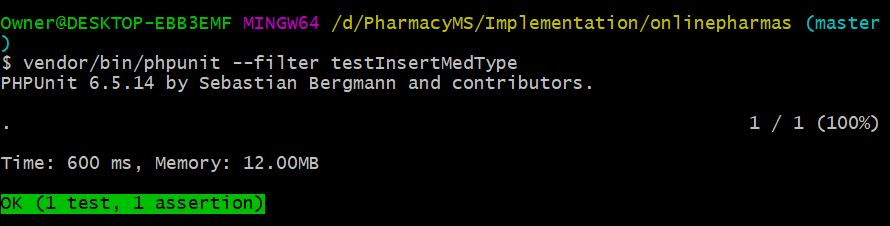 Owner@DESKTOP-EBB3EMF MINGW64 /d/PharmacyMS/Implementation/onlinepharmas (master
)
$ vendor/bin/phpunit --filter testInsertMedType
PHPUnit 6.5.14 by Sebastian Bergmann and contributors.
. 1 / 1 (100%)
Time: 600 ms, Memory: 12.00MB
OK (1 test, 1 assertion)